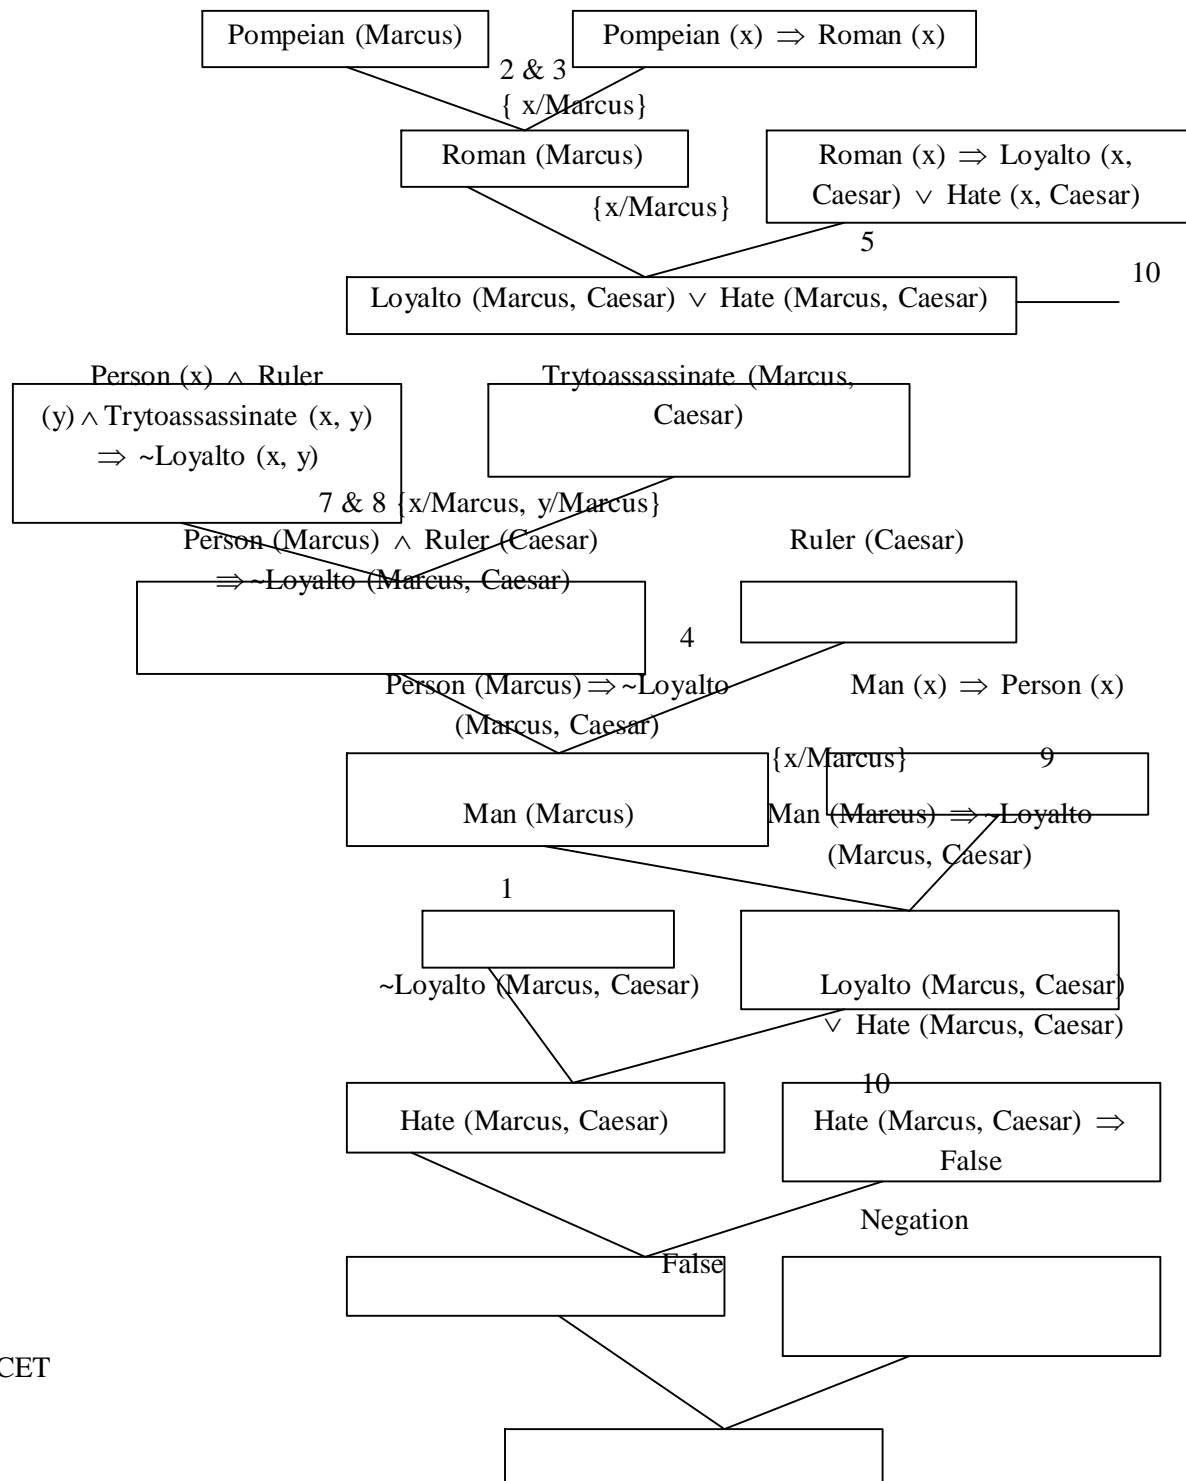 Pompeian (Marcus)
Pompeian (x) ⇒ Roman (x)
2 & 3
{ x/Marcus}
Roman (Marcus)
Roman (x) ⇒ Loyalto (x,
Caesar) ∨ Hate (x, Caesar)
{x/Marcus}
5
10
Loyalto (Marcus, Caesar) ∨ Hate (Marcus, Caesar)
Person (x) ∧ Ruler
(y) ∧ Trytoassassinate (x, y)
⇒ ~Loyalto (x, y)
Trytoassassinate (Marcus,
Caesar)
7 & 8 {x/Marcus, y/Marcus}
Person (Marcus) ∧ Ruler (Caesar)
⇒ ~Loyalto (Marcus, Caesar)
Ruler (Caesar)
4
Person (Marcus) ⇒ ~Loyalto
(Marcus, Caesar)
Man (x) ⇒ Person (x)
{x/Marcus}
9
Man (Marcus)
Man (Marcus) ⇒ ~Loyalto
(Marcus, Caesar)
1
~Loyalto (Marcus, Caesar)
Loyalto (Marcus, Caesar)
∨ Hate (Marcus, Caesar)
10
Hate (Marcus, Caesar)
Hate (Marcus, Caesar) ⇒
False
Negation
False
CET